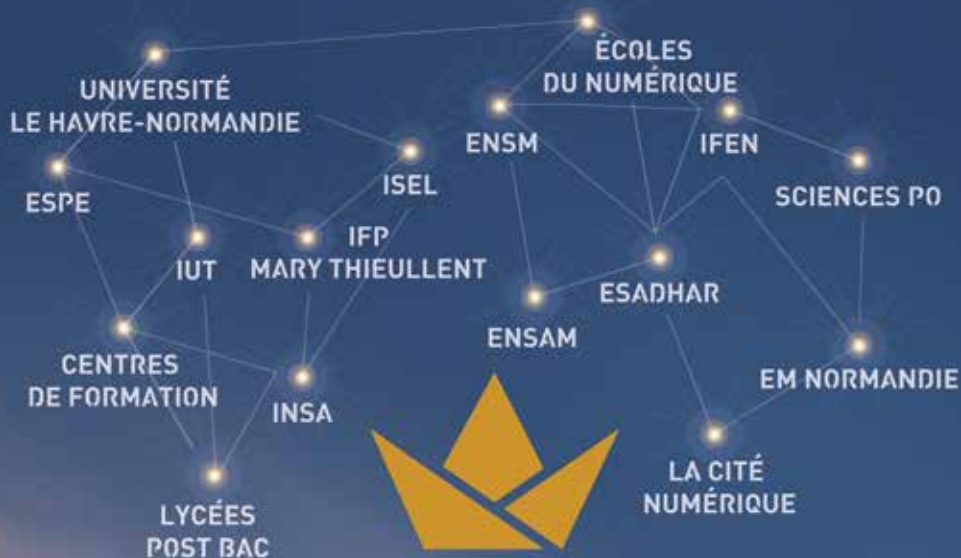 UNIVERSITÉ
LE HAVRE-NORMANDIE
ÉCOLES
DU NUMÉRIQUE
ENSM
IFEN
ISEL
SCIENCES PO
ESPE
IUT
IFP
MARY THIEULLENT
ESADHAR
ENSAM
CENTRES
DE FORMATION
INSA
EM NORMANDIE
LA CITÉ
NUMÉRIQUE
LYCÉES
POST BAC